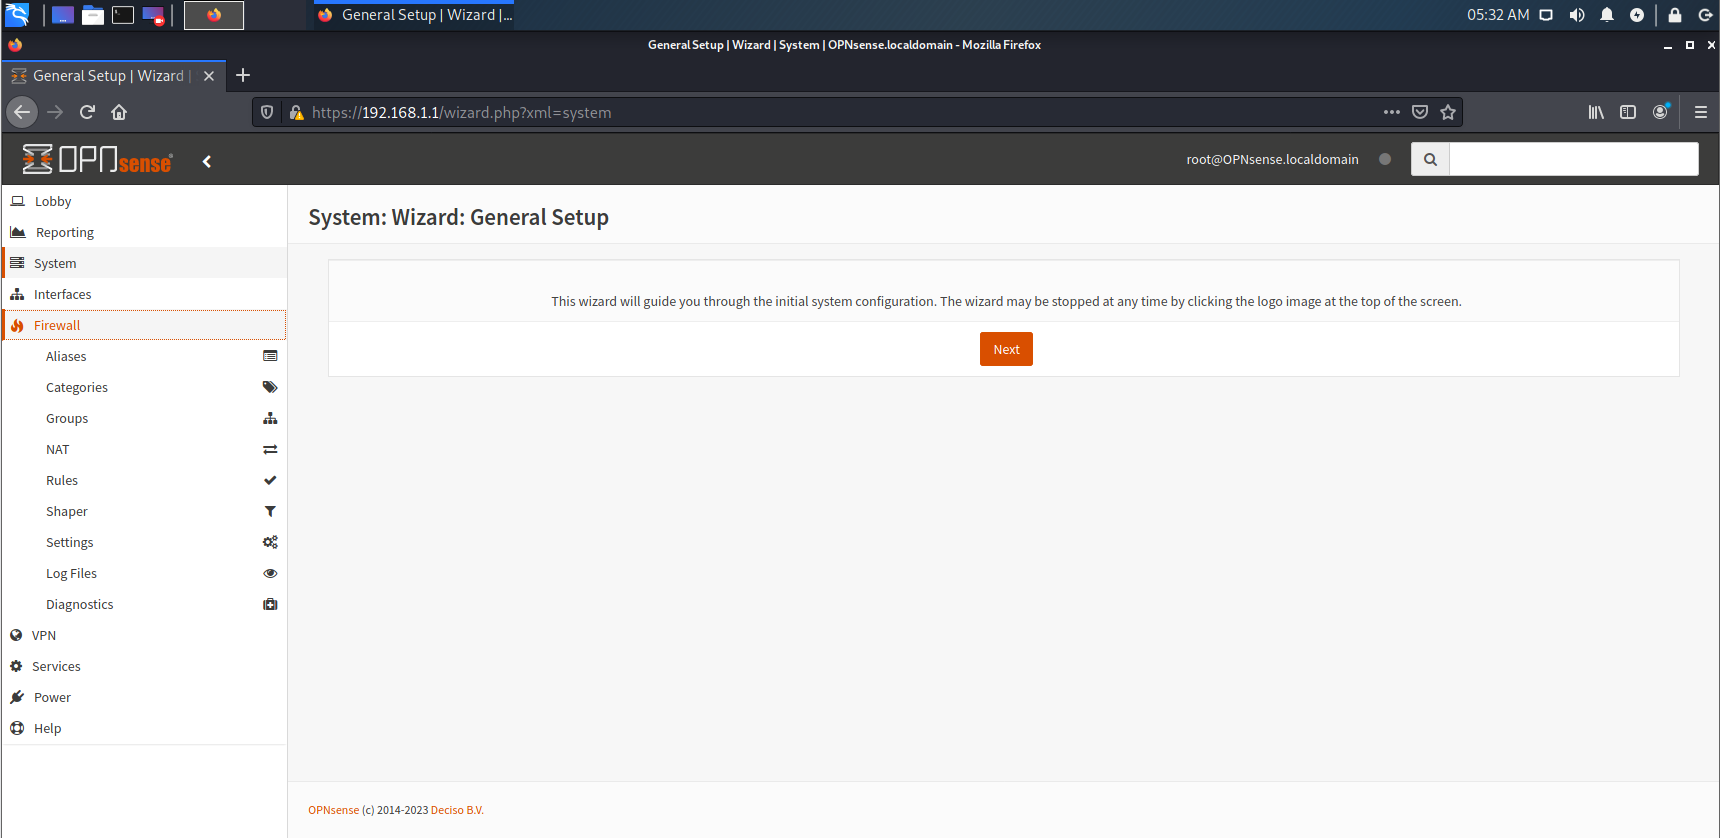 General Setup | Wizard |...
05:32 AM
General Setup | Wizard | System | OPNsense.localdomain - Mozilla Firefox
General Setup | Wizard |
https://192.168.1.1/wizard.php?xml=system
OPNsense®
root@OPNsense.localdomain
Lobby
Reporting
System
Interfaces
Firewall
Aliases
Categories
Groups
NAT
Rules
Shaper
Settings
Log Files
Diagnostics
VPN
Services
Power
Help
System: Wizard: General Setup
This wizard will guide you through the initial system configuration. The wizard may be stopped at any time by clicking the logo image at the top of the screen.
Next
OPNsense (c) 2014-2023 Deciso B.V.